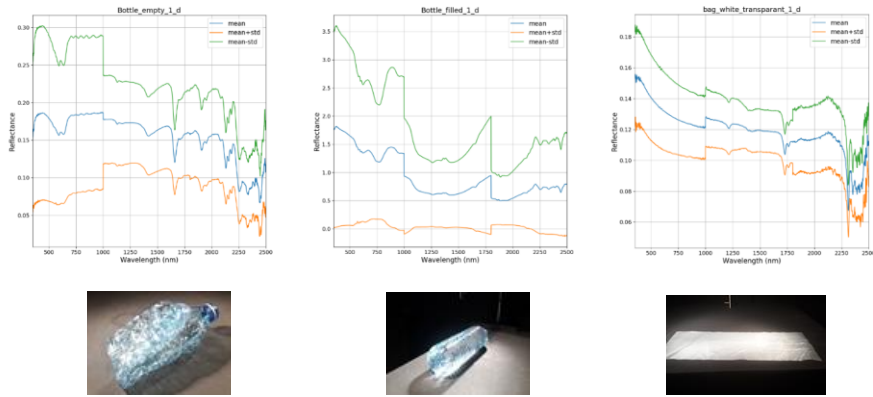 Bottle_empty_1_d
mean
mean+std
mean-std
Reflectance
0.30
0.25
0.20
0.15
0.10
0.05
500 750 1000 1250 1500 1750 2000 2250 2500
Wavelength (nm)
Bottle_filled_1_d
mean
mean+std
mean-std
Reflectance
3.5
3.0
2.5
2.0
1.5
1.0
0.5
0.0
500 750 1000 1250 1500 1750 2000 2250 2500
Wavelength (nm)
bag_white_transparant_1_d
mean
mean+std
mean-std
Reflectance
0.18
0.16
0.14
0.12
0.10
0.08
0.06
500 750 1000 1250 1500 1750 2000 2250 2500
Wavelength (nm)